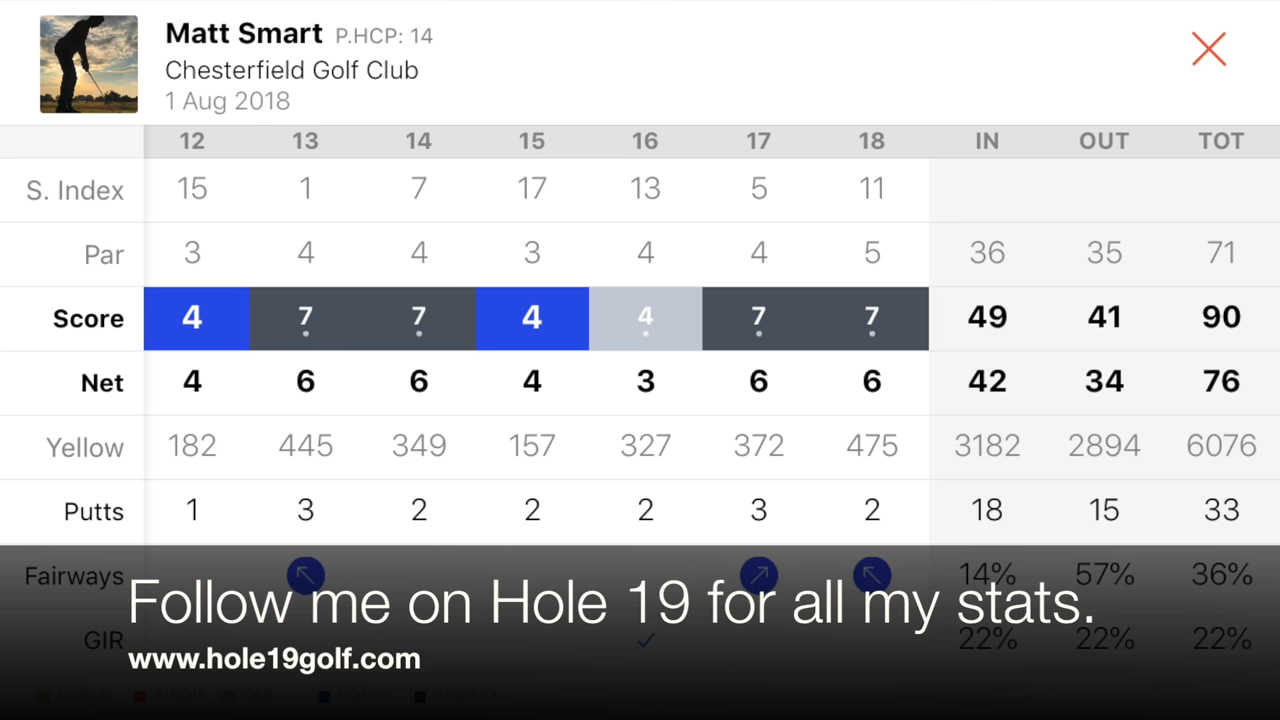 Matt Smart P.HCP: 14
Chesterfield Golf Club
1 Aug 2018
12 13 14 15 16 17 18 IN OUT TOT
S. Index 15 1 7 17 13 5 11
Par 3 4 4 3 4 4 5 36 35 71
Score 4 7 7 4 4 7 7 49 41 90
Net 4 6 6 4 3 6 6 42 34 76
Yellow 182 445 349 157 327 372 475 3182 2894 6076
Putts 1 3 2 2 2 3 2 18 15 33
Fairways 14% 57% 36%
Follow me on Hole 19 for all my stats.
GIR 22% 22% 22%
www.hole19golf.com